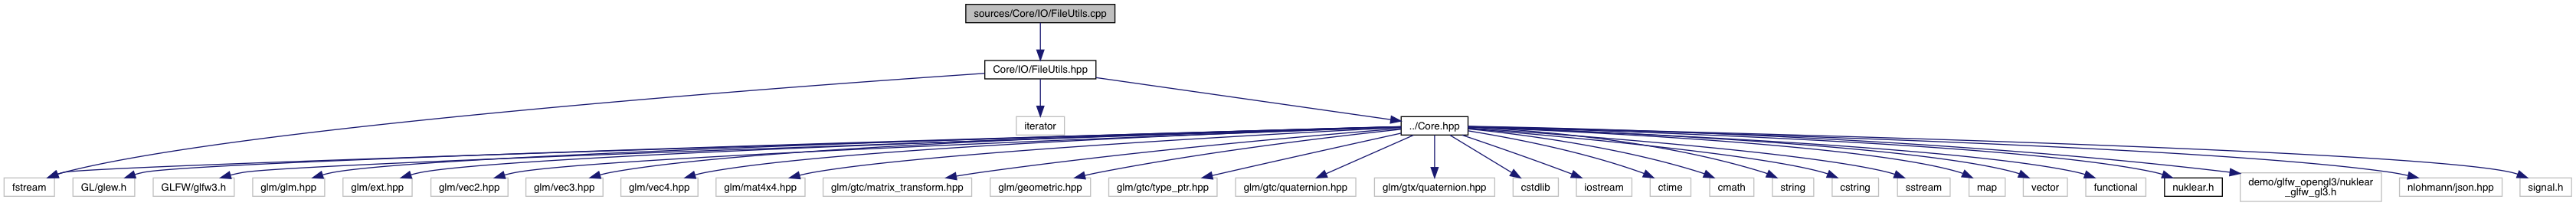 sources/Core/IO/FileUtils.cpp
Core/IO/FileUtils.hpp
iterator
../Core.hpp
fstream
GL/glew.h
GLFW/glfw3.h
glm/glm.hpp
glm/ext.hpp
glm/vec2.hpp
glm/vec3.hpp
glm/vec4.hpp
glm/mat4x4.hpp
glm/gtc/matrix_transform.hpp
glm/geometric.hpp
glm/gtc/type_ptr.hpp
glm/gtc/quaternion.hpp
glm/gtx/quaternion.hpp
cstdlib
iostream
ctime
cmath
string
cstring
sstream
map
vector
functional
nuklear.h
demo/glfw_opengl3/nuklear
_glfw_gl3.h
nlohmann/json.hpp
signal.h